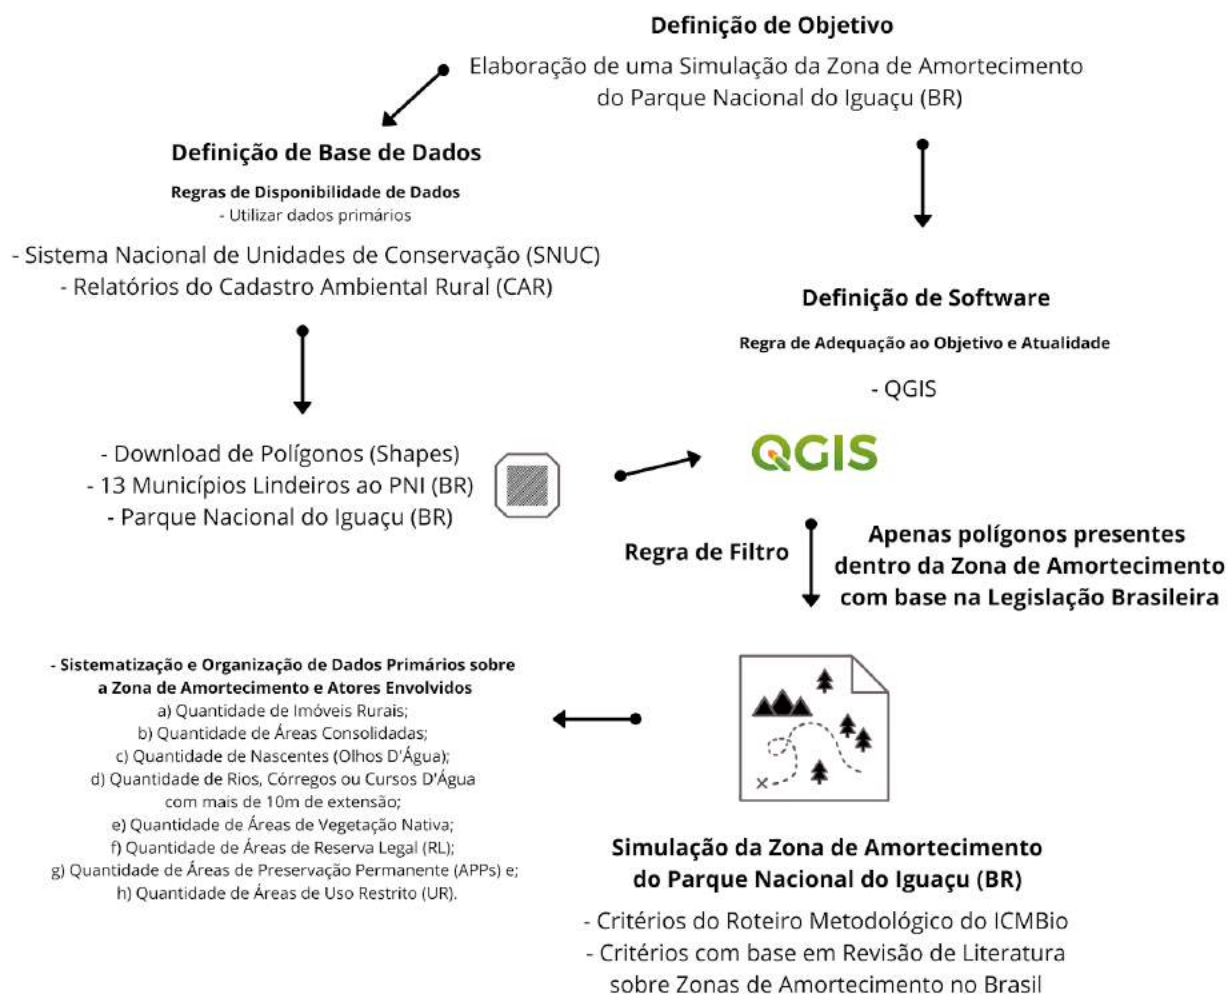 Definição de Objetivo
Elaboração de uma Simulação da Zona de Amortecimento
do Parque Nacional do Iguaçu (BR)
Definição de Base de Dados
Regras de Disponibilidade de Dados
- Utilizar dados primários
- Sistema Nacional de Unidades de Conservação (SNUC)
- Relatórios do Cadastro Ambiental Rural (CAR)
- Download de Polígonos (Shapes)
- 13 Municípios Lindeiros ao PNI (BR)
- Parque Nacional do Iguaçu (BR)
Definição de Software
Regra de Adequação ao Objetivo e Atualidade
- QGIS
QGIS
Regra de Filtro
Apenas polígonos presentes
dentro da Zona de Amortecimento
com base na Legislação Brasileira
Simulação da Zona de Amortecimento
do Parque Nacional do Iguaçu (BR)
- Critérios do Roteiro Metodológico do ICMBio
- Critérios com base em Revisão de Literatura
sobre Zonas de Amortecimento no Brasil
- Sistematização e Organização de Dados Primários sobre
a Zona de Amortecimento e Atores Envolvidos
a) Quantidade de Imóveis Rurais;
b) Quantidade de Áreas Consolidadas;
c) Quantidade de Nascentes (Olhos D'Água);
d) Quantidade de Rios, Córregos ou Cursos D'Água
com mais de 10m de extensão;
e) Quantidade de Áreas de Vegetação Nativa;
f) Quantidade de Áreas de Reserva Legal (RL);
g) Quantidade de Áreas de Preservação Permanente (APPs) e;
h) Quantidade de Áreas de Uso Restrito (UR).